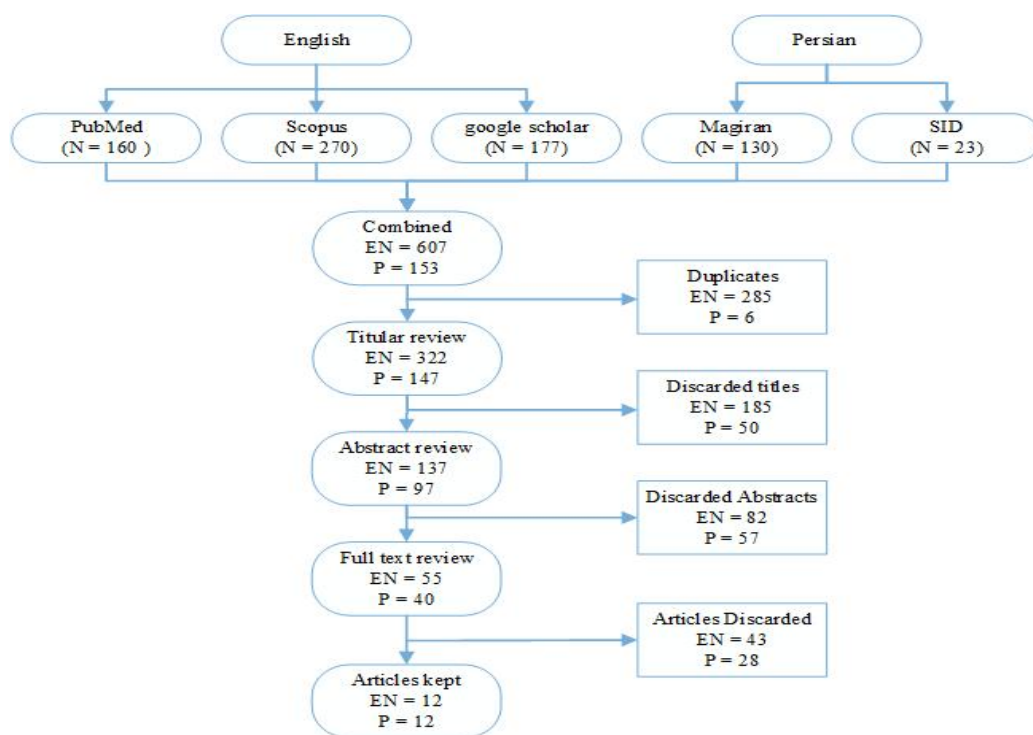 English
Persian
PubMed
(N = 160 )
Scopus
(N = 270)
google scholar
(N = 177)
Magiran
(N = 130)
SID
(N = 23)
Combined
EN = 607
P = 153
Duplicates
EN = 285
P = 6
Titular review
EN = 322
P = 147
Discarded titles
EN = 185
P = 50
Abstract review
EN = 137
P = 97
Discarded Abstracts
EN = 82
P = 57
Full text review
EN = 55
P = 40
Articles Discarded
EN = 43
P = 28
Articles kept
EN = 12
P = 12